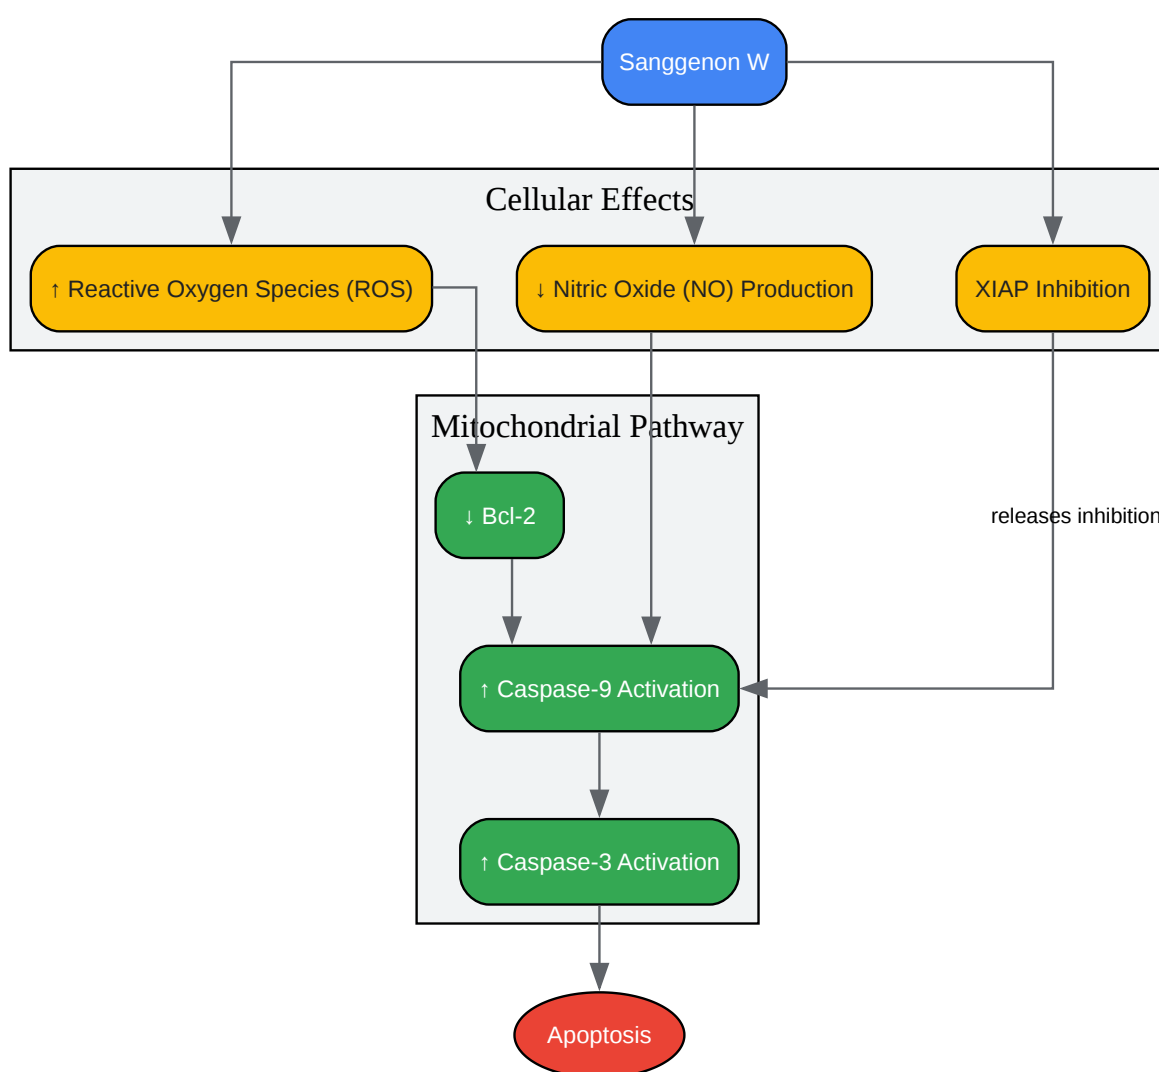 Sanggenon W
Cellular Effects
↑ Reactive Oxygen Species (ROS)
↓ Nitric Oxide (NO) Production
XIAP Inhibition
Mitochondrial Pathway
↓ Bcl-2
releases inhibition
↑ Caspase-9 Activation
↑ Caspase-3 Activation
Apoptosis